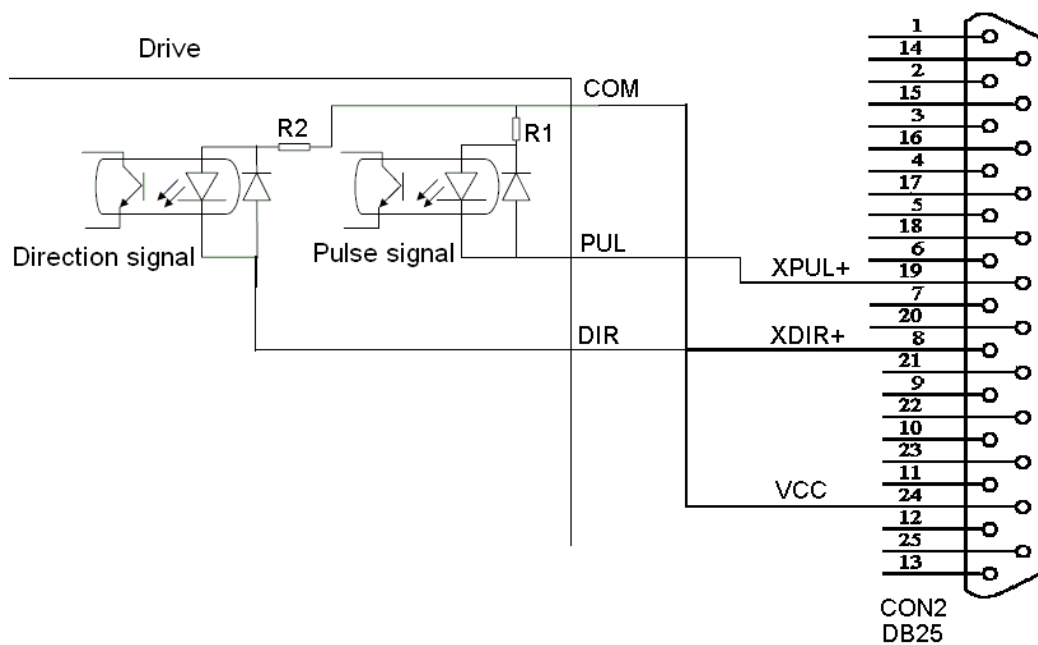 Drive
COM
R2
R1
Direction signal
Pulse signal
PUL
XPUL+
DIR
XDIR+
VCC
1
14
2
15
3
16
4
17
5
18
6
19
7
20
8
21
9
22
10
23
11
24
12
25
13
CON2
DB25